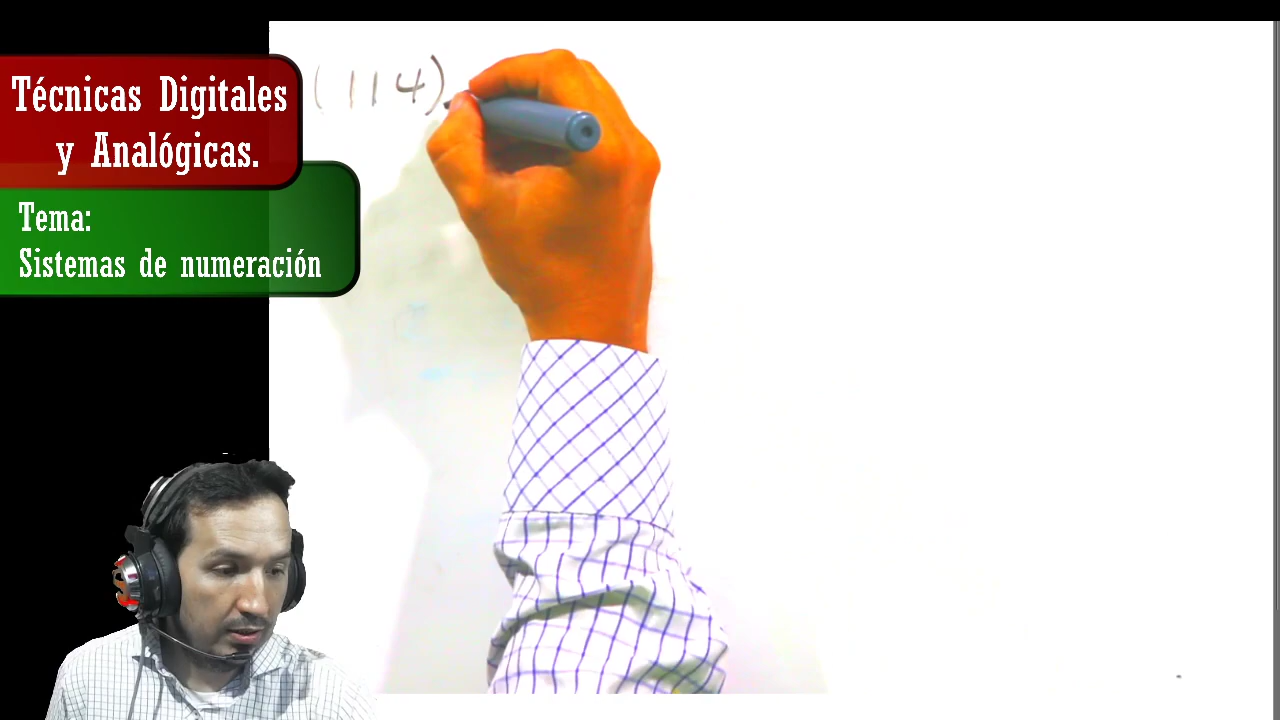 Técnicas Digitales
y Analógicas.
Tema:
Sistemas de numeración
(114)